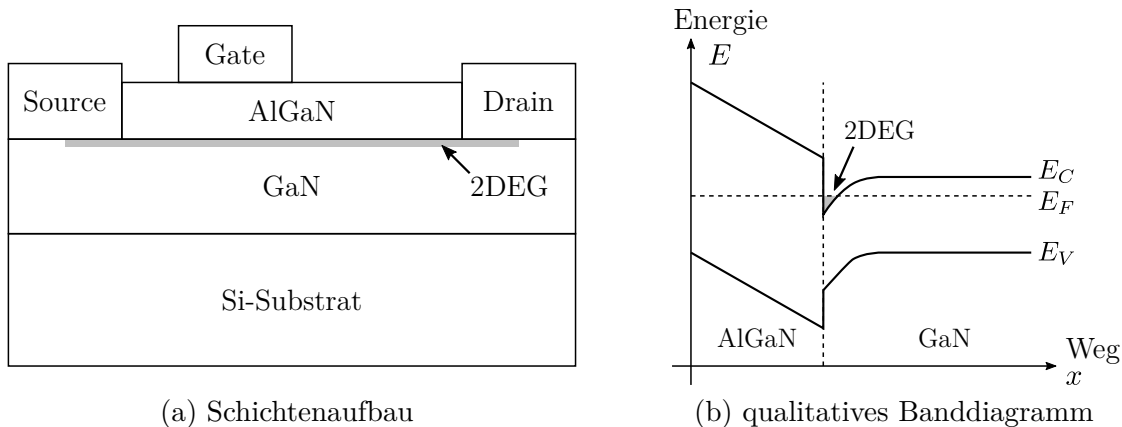 Source
Gate
AlGaN
Drain
GaN
2DEG
Si-Substrat
(a) Schichtenaufbau
Energie
E
2DEG
E_C
E_F
E_V
AlGaN
GaN
Weg
x
(b) qualitatives Banddiagramm